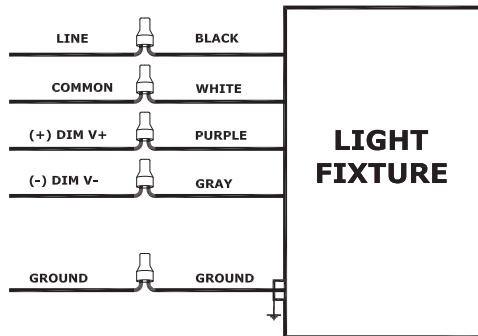 LINE BLACK
COMMON WHITE
(+) DIM V+ PURPLE
(-) DIM V- GRAY
GROUND GROUND
LIGHT
FIXTURE